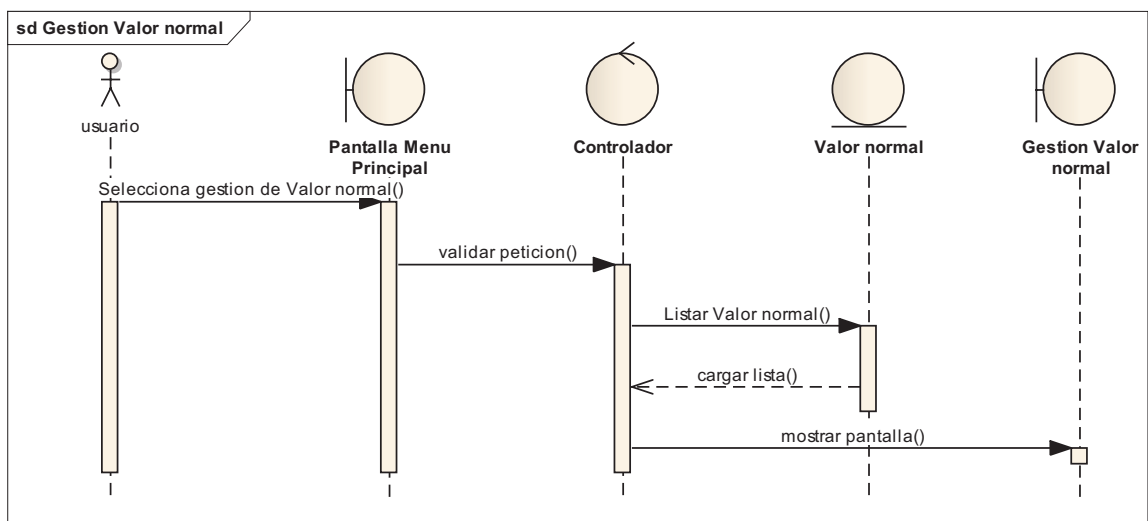 sd Gestion Valor normal
usuario
Pantalla Menu
Principal
Controlador
Valor normal
Gestion Valor
normal
Selecciona gestion de Valor normal()
validar peticion()
Listar Valor normal()
cargar lista()
mostrar pantalla()